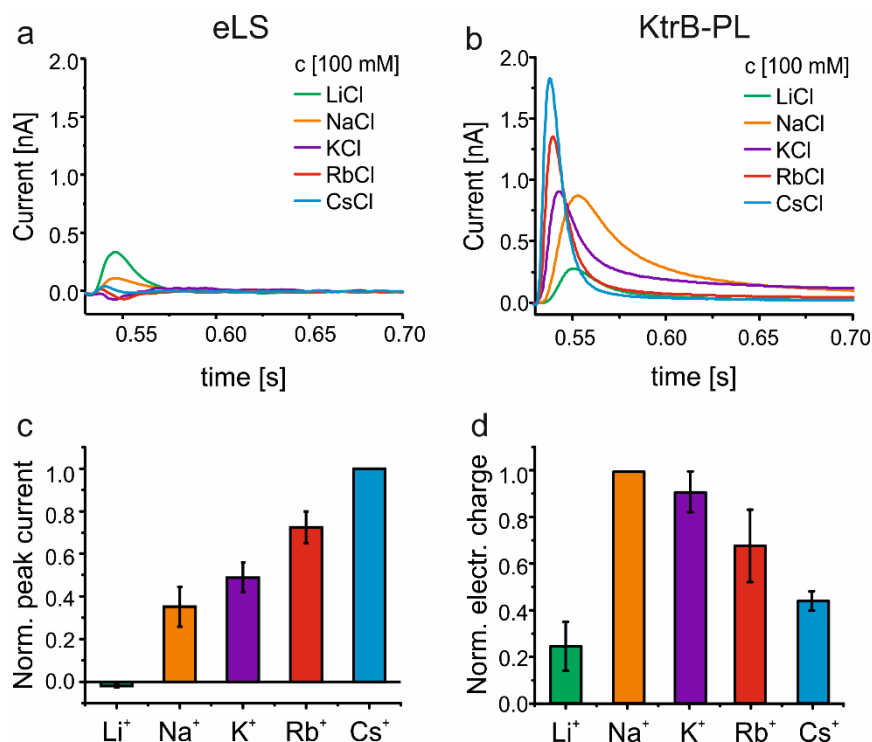 a
eLS
c [100 mM]
LiCl
NaCl
KCl
RbCl
CsCl
Current [nA]
2.0
1.5
1.0
0.5
0.0
0.55
0.60
0.65
0.70
time [s]
b
KtrB-PL
c [100 mM]
LiCl
NaCl
KCl
RbCl
CsCl
Current [nA]
2.0
1.5
1.0
0.5
0.0
0.55
0.60
0.65
0.70
time [s]
c
Norm. peak current
1.0
0.8
0.6
0.4
0.2
0.0
Li⁺
Na⁺
K⁺
Rb⁺
Cs⁺
d
Norm. electr. charge
1.0
0.8
0.6
0.4
0.2
0.0
Li⁺
Na⁺
K⁺
Rb⁺
Cs⁺